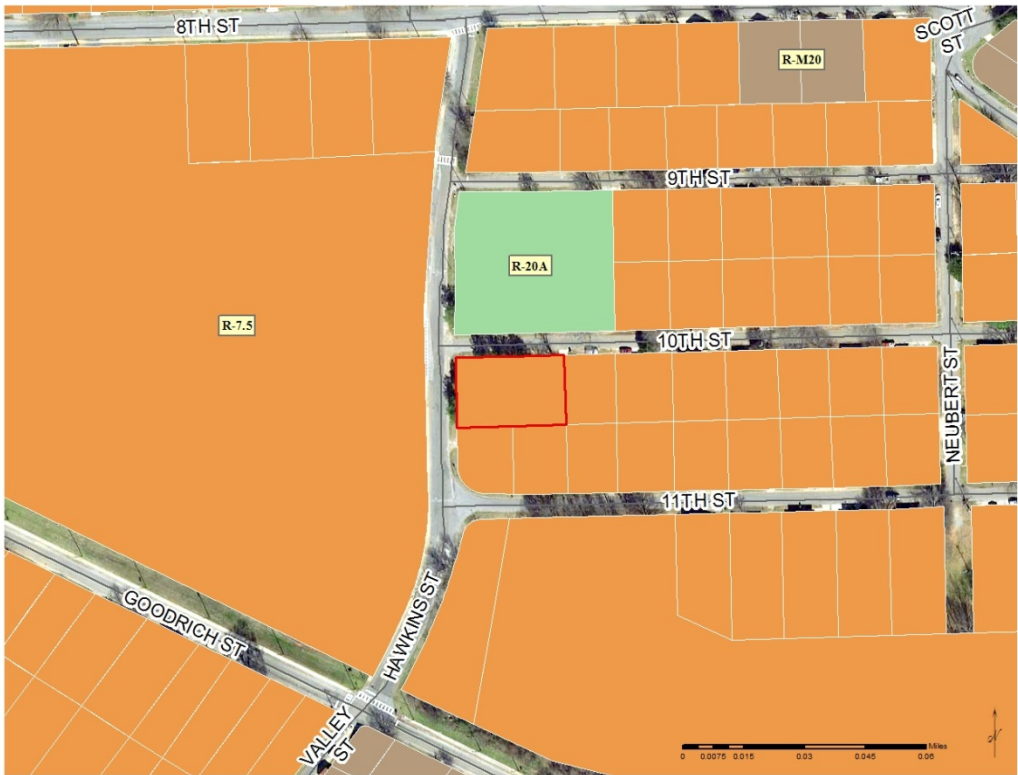 8TH ST
SCOTT
ST
R-M20
9TH ST
R-20A
R-7.5
10TH ST
NEUBERT ST
11TH ST
GOODRICH ST
HAWKINS ST
VALLEY
ST
N
Miles
0 0.0075 0.015 0.03 0.045 0.06